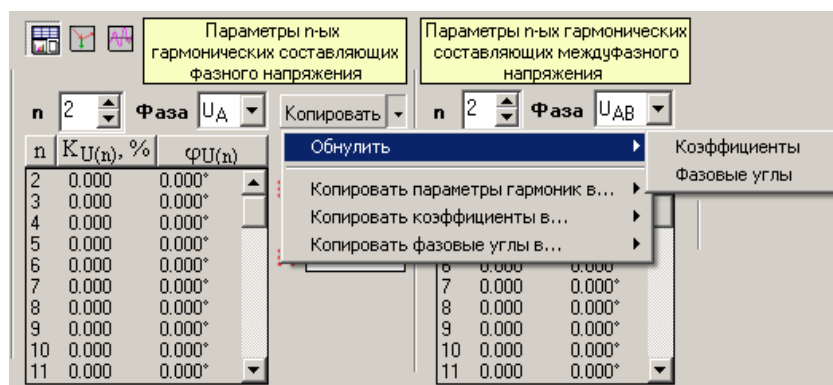 Параметры n-ых
гармонических составляющих
фазного напряжения
Параметры n-ых гармонических
составляющих междуфазного
напряжения
n 2 Фаза UA Копировать
n 2 Фаза UAB
n KU(n), % φU(n)
Обнулить
Копировать параметры гармоник в...
Копировать коэффициенты в...
Копировать фазовые углы в...
Коэффициенты
Фазовые углы
2 0.000 0.000°
3 0.000 0.000°
4 0.000 0.000°
5 0.000 0.000°
6 0.000 0.000°
7 0.000 0.000°
8 0.000 0.000°
9 0.000 0.000°
10 0.000 0.000°
11 0.000 0.000°
6 0.000 0.000°
7 0.000 0.000°
8 0.000 0.000°
9 0.000 0.000°
10 0.000 0.000°
11 0.000 0.000°